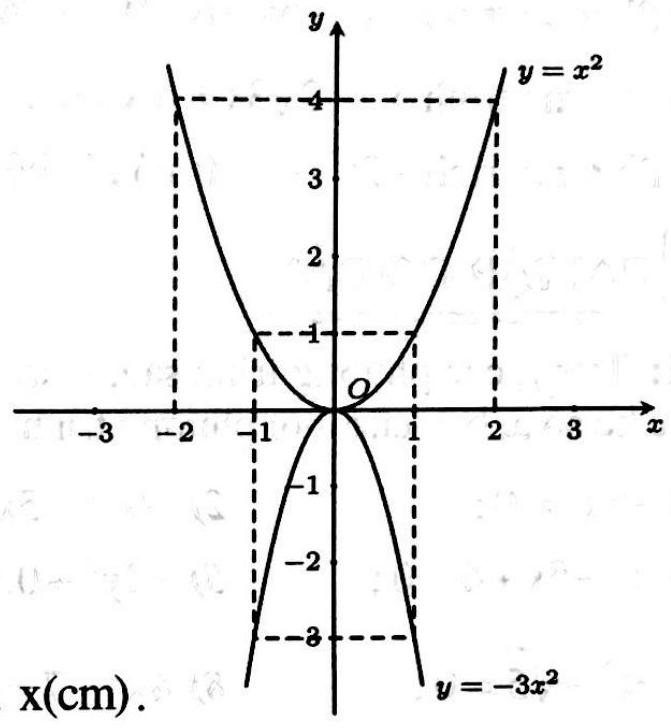 y
y = x²
4
3
2
1
O
−3 −2 −1 1 2 3 x
−1
−2
−3
y = −3x²
x(cm).